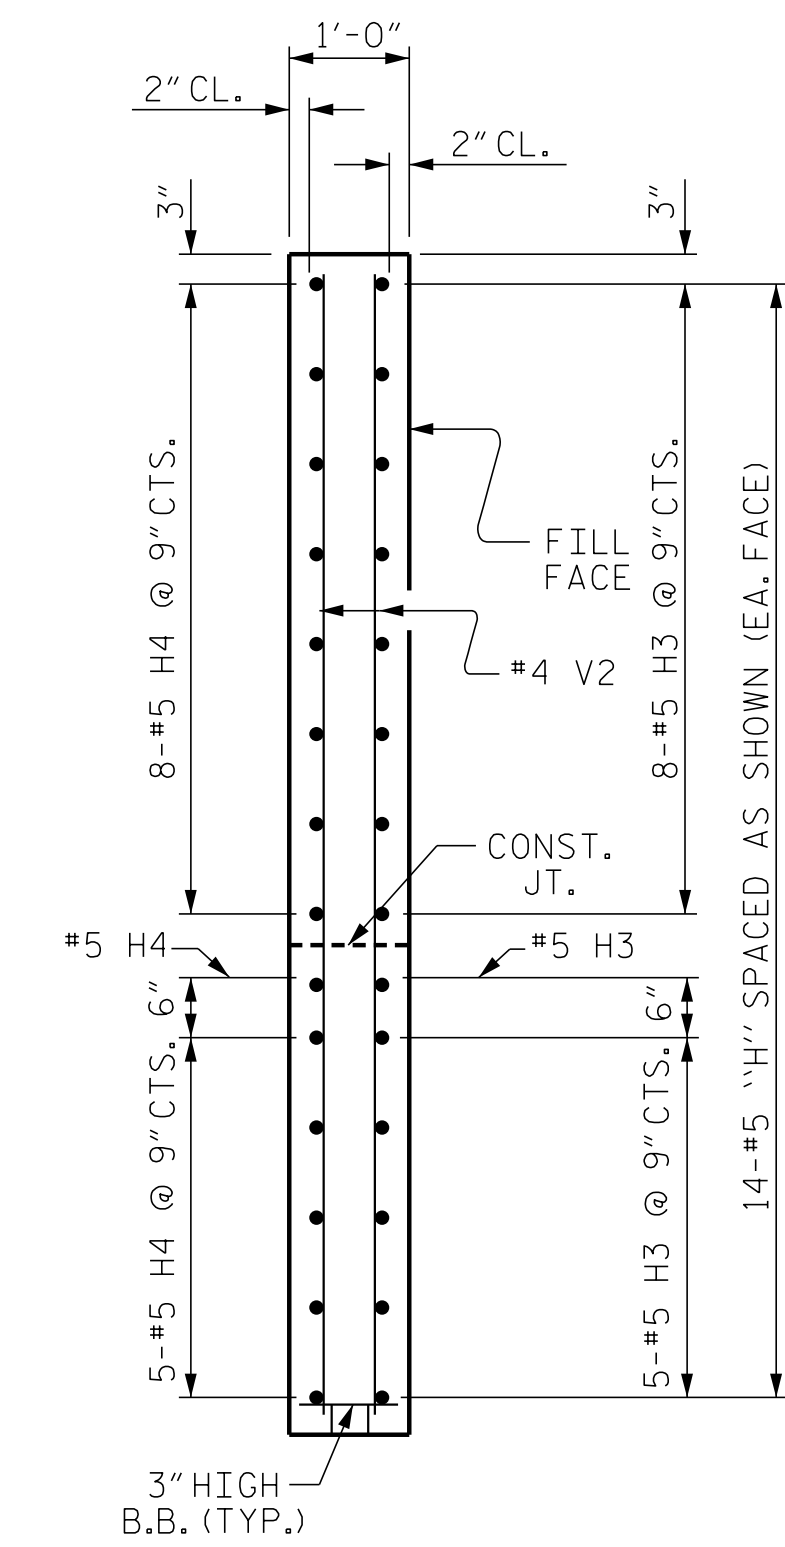 1'-0"
2" CL.
2" CL.
3"
3"
8-#5 H4 @ 9" CTS.
8-#5 H3 @ 9" CTS.
14-#5 ``H'' SPACED AS SHOWN (EA. FACE)
FILL
FACE
#4 V2
CONST.
JT.
#5 H4
#5 H3
6"
6"
5-#5 H4 @ 9" CTS.
5-#5 H3 @ 9" CTS.
3" HIGH
B.B. (TYP.)